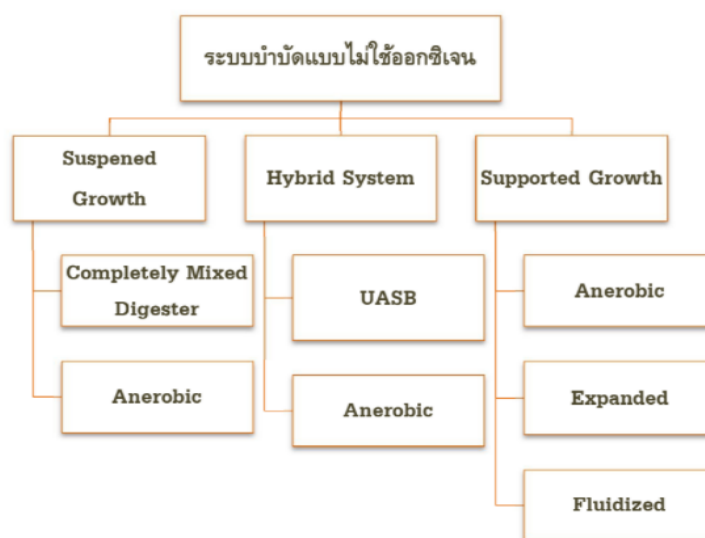 ระบบบำบัดแบบไม่ใช้ออกซิเจน
Suspened
Growth
Completely Mixed
Digester
Anerobic
Hybrid System
UASB
Anerobic
Supported Growth
Anerobic
Expanded
Fluidized